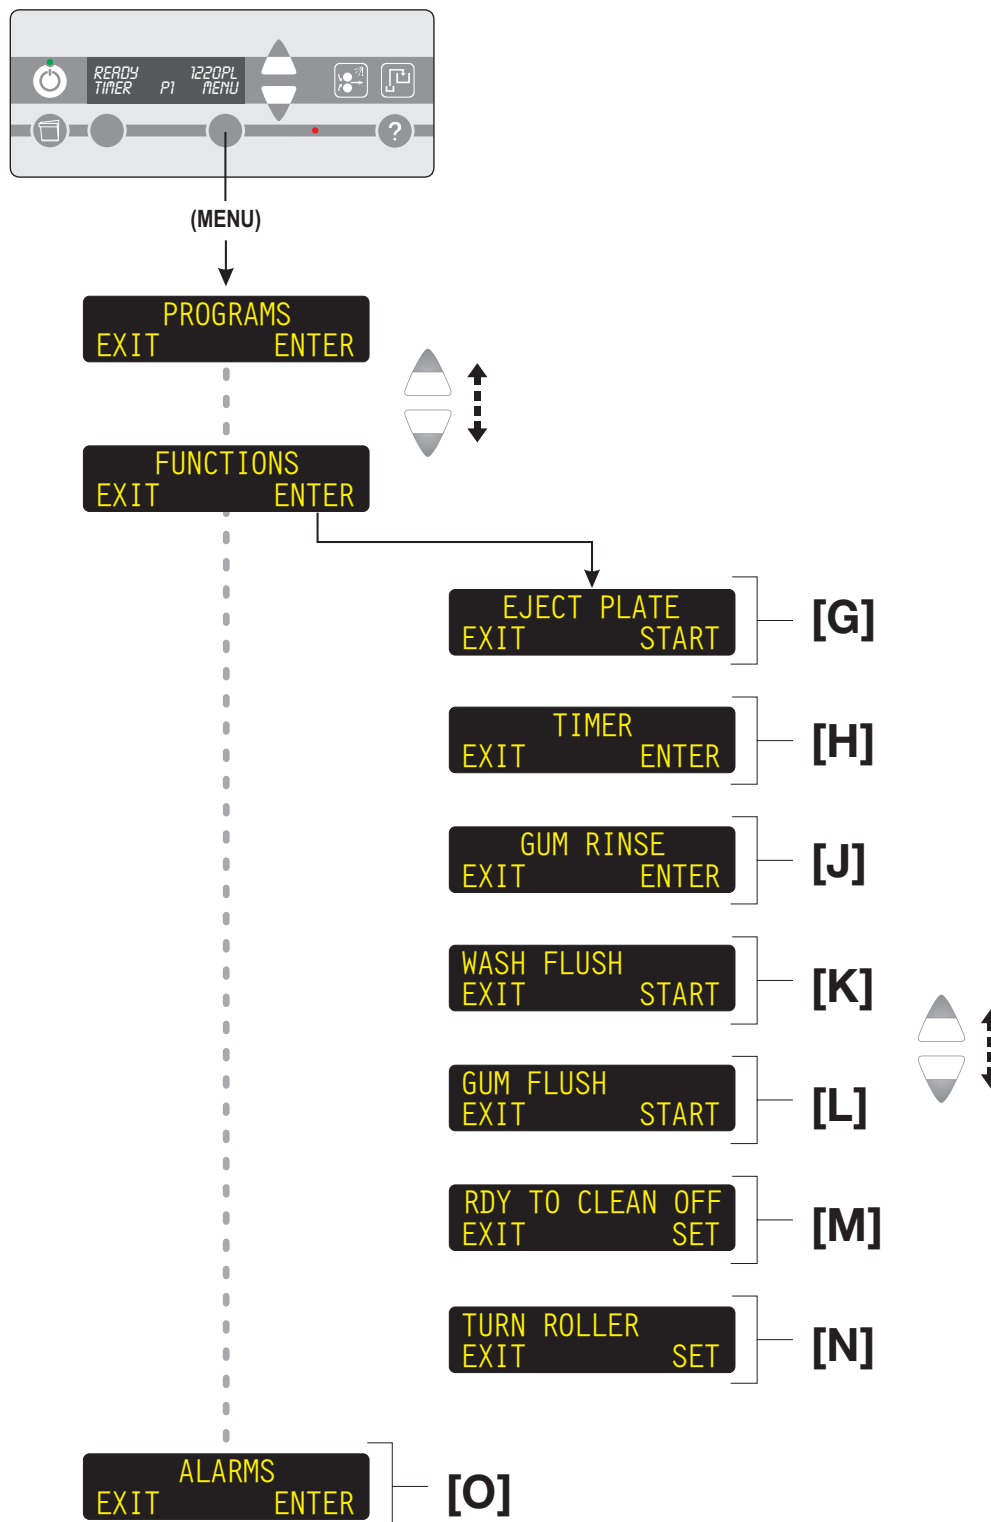 READY 1220PL
TIMER P1 MENU
?
(MENU)
PROGRAMS
EXIT ENTER
FUNCTIONS
EXIT ENTER
EJECT PLATE
EXIT START
[G]
TIMER
EXIT ENTER
[H]
GUM RINSE
EXIT ENTER
[J]
WASH FLUSH
EXIT START
[K]
GUM FLUSH
EXIT START
[L]
RDY TO CLEAN OFF
EXIT SET
[M]
TURN ROLLER
EXIT SET
[N]
ALARMS
EXIT ENTER
[O]